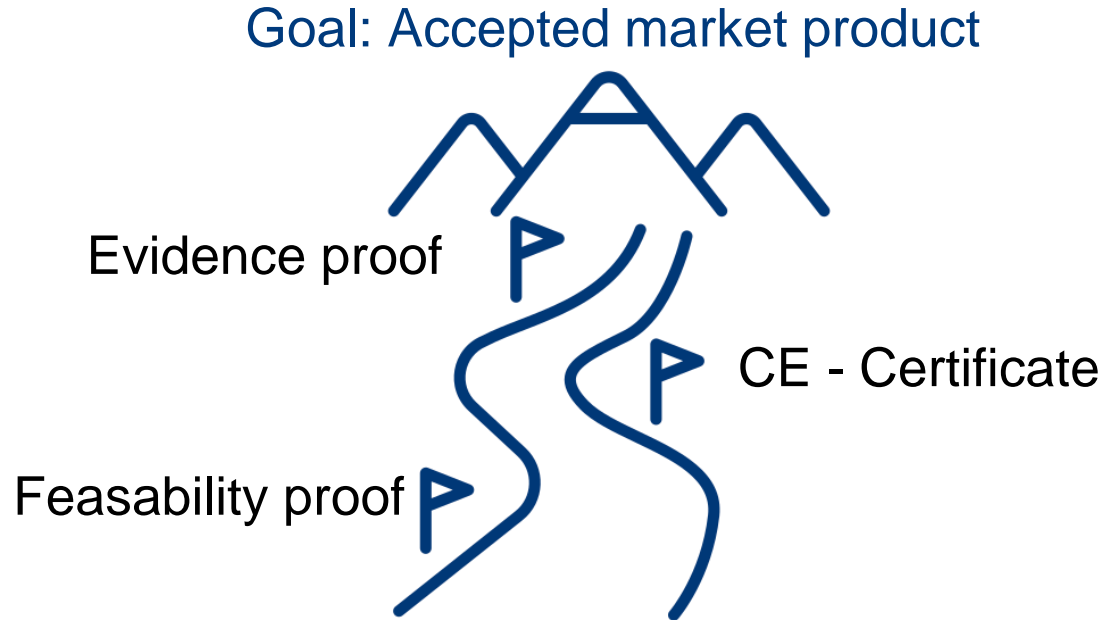 Goal: Accepted market product
Evidence proof
CE - Certificate
Feasability proof